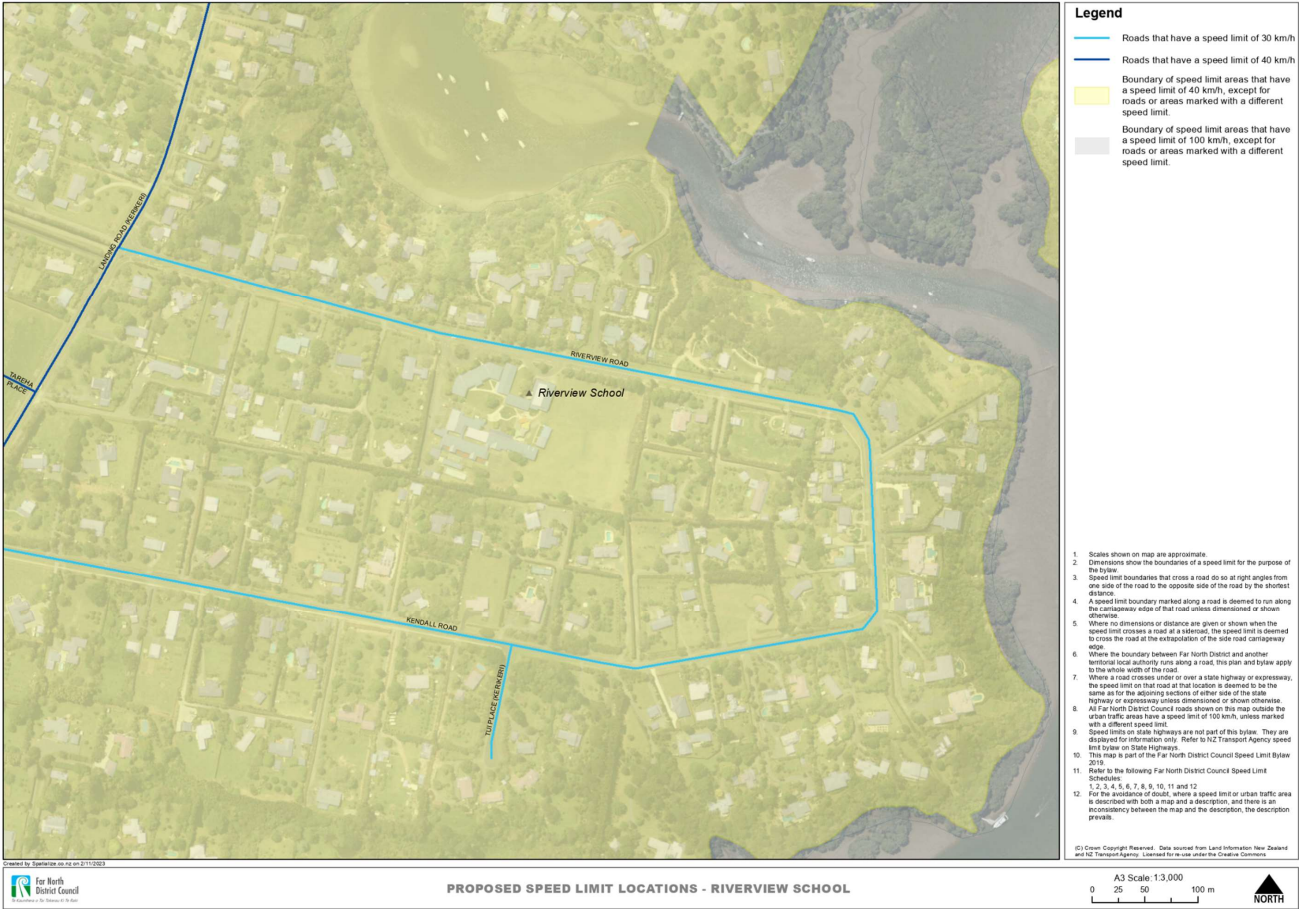 Legend
Roads that have a speed limit of 30 km/h
Roads that have a speed limit of 40 km/h
Boundary of speed limit areas that have
a speed limit of 40 km/h, except for
roads or areas marked with a different
speed limit.
Boundary of speed limit areas that have
a speed limit of 100 km/h, except for
roads or areas marked with a different
speed limit.
LANDING ROAD (KERIKERI)
RIVERVIEW ROAD
TAREHA
PLACE
Riverview School
KENDALL ROAD
TUI PLACE (KERIKERI)
1. Scales shown on map are approximate.
2. Dimensions show the boundaries of a speed limit for the purpose of
the bylaw.
3. Speed limit boundaries that cross a road do so at right angles from
one side of the road to the opposite side of the road by the shortest
distance.
4. A speed limit boundary marked along a road is deemed to run along
the carriageway edge of that road unless dimensioned or shown
otherwise.
5. Where no dimensions or distance are given or shown when the
speed limit crosses a road at a sideroad, the speed limit is deemed
to cross the road at the extrapolation of the side road carriageway
edge.
6. Where the boundary between Far North District and another
territorial local authority runs along a road, this plan and bylaw apply
to the whole width of the road.
7. Where a road crosses under or over a state highway or expressway,
the speed limit on that road at that location is deemed to be the
same as for the adjoining sections of either side of the state
highway or expressway unless dimensioned or shown otherwise.
8. All Far North District Council roads shown on this map outside the
urban traffic areas have a speed limit of 100 km/h, unless marked
with a different speed limit.
9. Speed limits on state highways are not part of this bylaw. They are
displayed for information only. Refer to NZ Transport Agency speed
limit bylaw on State Highways.
10. This map is part of the Far North District Council Speed Limit Bylaw
2019.
11. Refer to the following Far North District Council Speed Limit
Schedules:
1, 2, 3, 4, 5, 6, 7, 8, 9, 10, 11 and 12
12. For the avoidance of doubt, where a speed limit or urban traffic area
is described with both a map and a description, and there is an
inconsistency between the map and the description, the description
prevails.
(C) Crown Copyright Reserved. Data sourced from Land Information New Zealand
and NZ Transport Agency. Licensed for re-use under the Creative Commons
Created by Spatialize.co.nz on 2/11/2023
Far North
District Council
PROPOSED SPEED LIMIT LOCATIONS - RIVERVIEW SCHOOL
A3 Scale: 1:3,000
0 25 50 100 m
NORTH